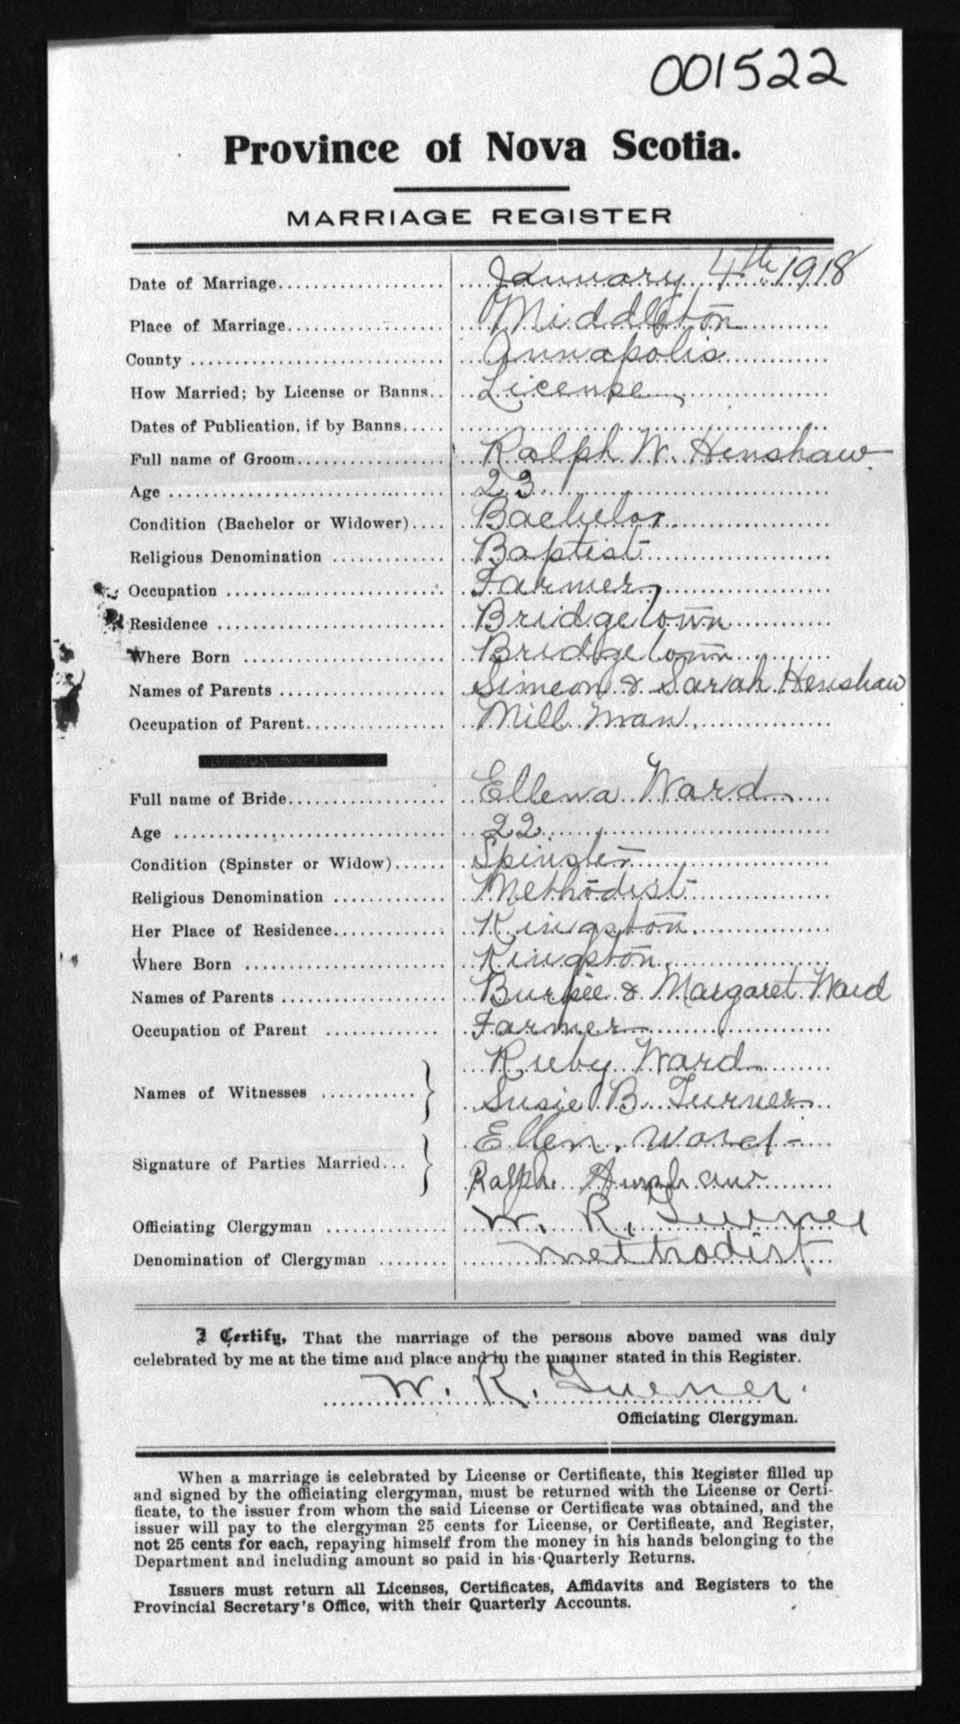 001522
Province of Nova Scotia.
MARRIAGE REGISTER
Date of Marriage January 4th 1918
Place of Marriage Middleton
County Annapolis
How Married; by License or Banns License
Dates of Publication, if by Banns
Full name of Groom Ralph W. Henshaw
Age 23
Condition (Bachelor or Widower) Bachelor
Religious Denomination Baptist
Occupation Farmer
Residence Bridgetown
Where Born Bridgetown
Names of Parents Simeon & Sarah Henshaw
Occupation of Parent Mill man
Full name of Bride Ellena Ward
Age 22
Condition (Spinster or Widow) Spinster
Religious Denomination Methodist
Her Place of Residence Kingston
Where Born Kingston
Names of Parents Burpee & Margaret Ward
Occupation of Parent Farmer
Ruby Ward
Names of Witnesses
Susie B. Turner
Ellen. Ward
Signature of Parties Married
Ralph. Henshaw
Officiating Clergyman W. R. Turner
Denomination of Clergyman Methodist
I Certify, That the marriage of the persons above named was duly
celebrated by me at the time and place and in the manner stated in this Register.
W. R. Turner.
Officiating Clergyman.
When a marriage is celebrated by License or Certificate, this Register filled up
and signed by the officiating clergyman, must be returned with the License or Certi-
ficate, to the issuer from whom the said License or Certificate was obtained, and the
issuer will pay to the clergyman 25 cents for License, or Certificate, and Register,
not 25 cents for each, repaying himself from the money in his hands belonging to the
Department and including amount so paid in his Quarterly Returns.
Issuers must return all Licenses, Certificates, Affidavits and Registers to the
Provincial Secretary's Office, with their Quarterly Accounts.